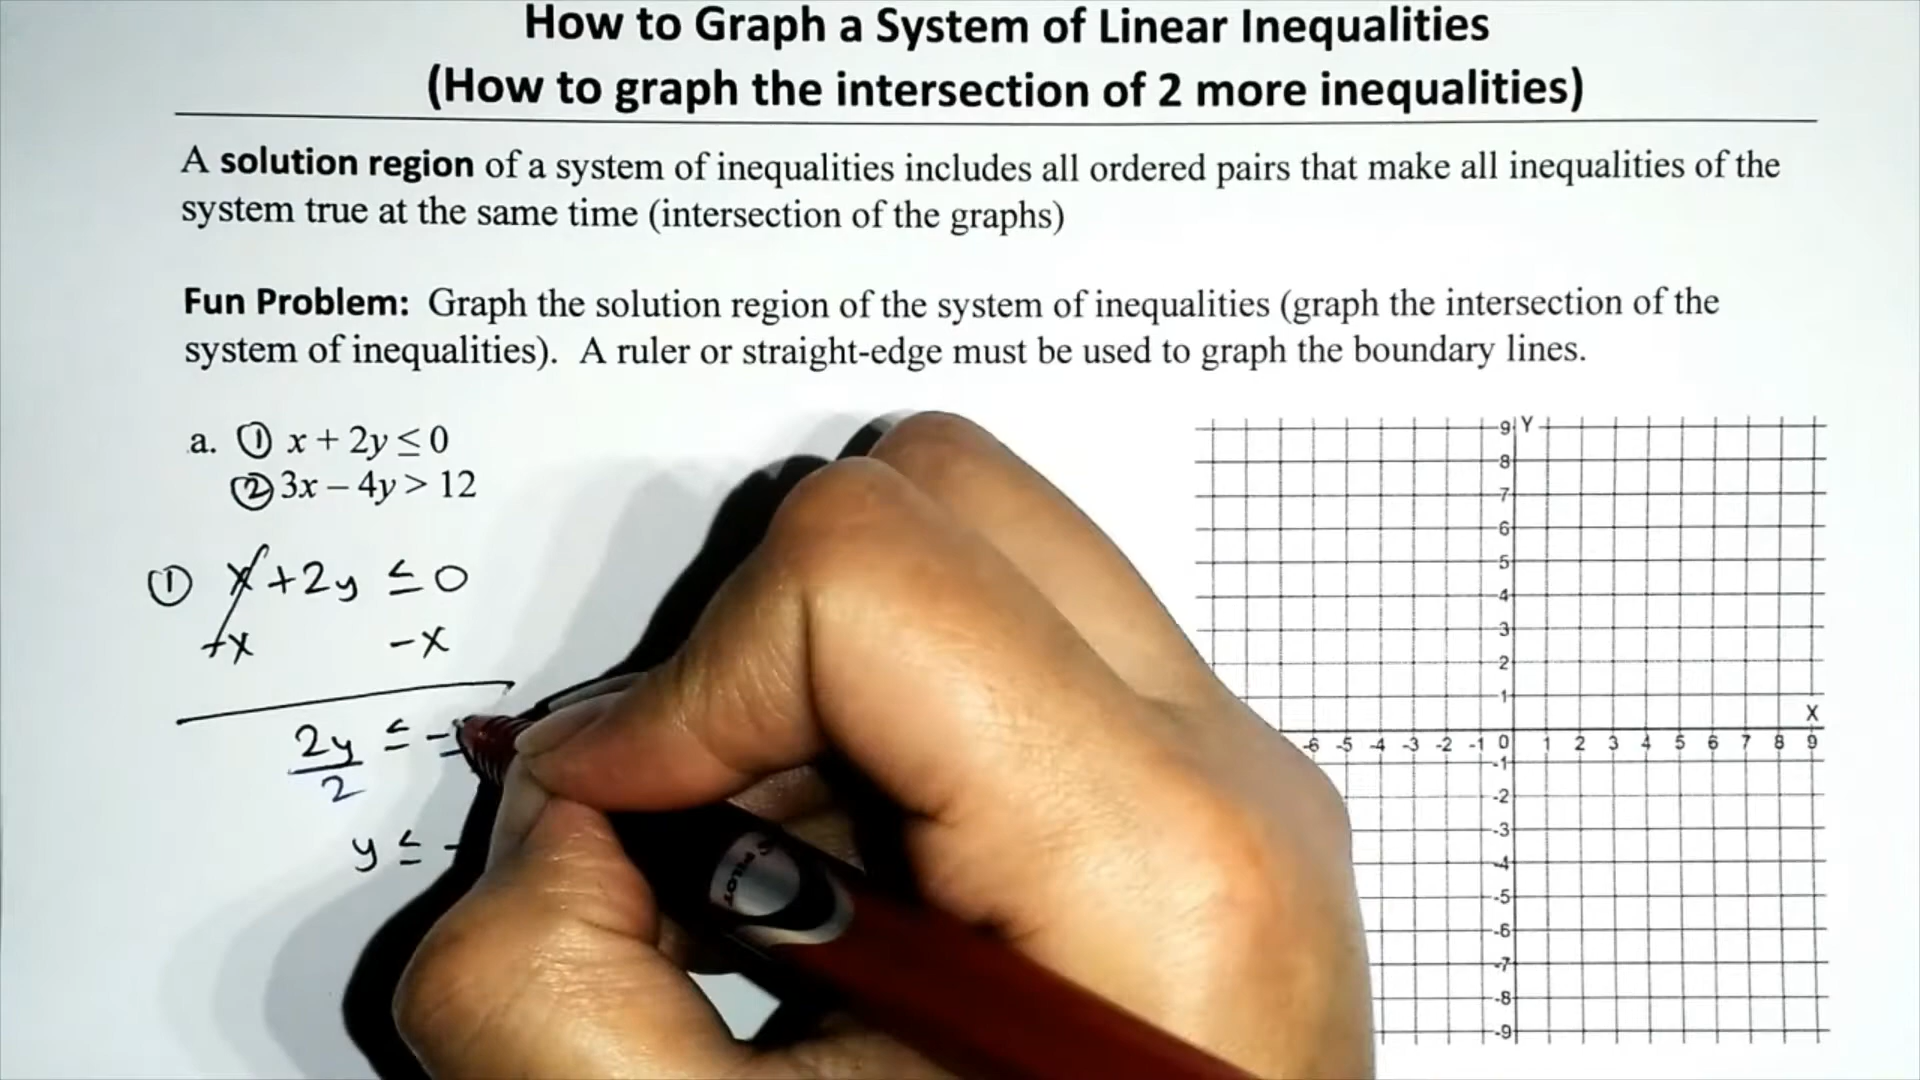 How to Graph a System of Linear Inequalities
(How to graph the intersection of 2 more inequalities)
A solution region of a system of inequalities includes all ordered pairs that make all inequalities of the
system true at the same time (intersection of the graphs)
Fun Problem: Graph the solution region of the system of inequalities (graph the intersection of the
system of inequalities). A ruler or straight-edge must be used to graph the boundary lines.
a. ① x + 2y ≤ 0
② 3x – 4y > 12
① x + 2y ≤ 0
-x -x
2y ≤ -
2
y ≤ -
PILOT
9 Y
8
7
6
5
4
3
2
1
X
-6 -5 -4 -3 -2 -1 0 1 2 3 4 5 6 7 8 9
-1
-2
-3
-4
-5
-6
-7
-8
-9